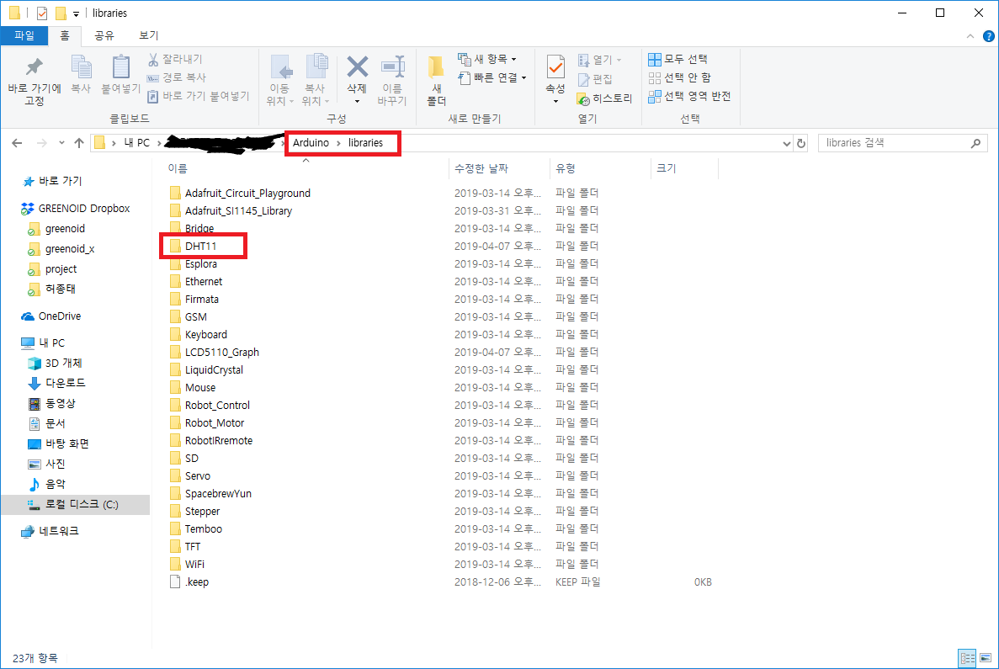 libraries
파일 홈 공유 보기
바로 가기에 고정
복사
붙여넣기
잘라내기
경로 복사
바로 가기 붙여넣기
클립보드
이동 위치
복사 위치
삭제
이름 바꾸기
구성
새 폴더
새 항목
빠른 연결
새로 만들기
속성
열기
편집
히스토리
열기
모두 선택
선택 안 함
선택 영역 반전
선택
내 PC > Arduino > libraries
libraries 검색
바로 가기
GREENOID Dropbox
greenoid
greenoid_x
project
허종태
OneDrive
내 PC
3D 개체
다운로드
동영상
문서
바탕 화면
사진
음악
로컬 디스크 (C:)
네트워크
이름 수정한 날짜 유형 크기
Adafruit_Circuit_Playground 2019-03-14 오후... 파일 폴더
Adafruit_SI1145_Library 2019-03-31 오후... 파일 폴더
Bridge 2019-03-14 오후... 파일 폴더
DHT11 2019-04-07 오후... 파일 폴더
Esplora 2019-03-14 오후... 파일 폴더
Ethernet 2019-03-14 오후... 파일 폴더
Firmata 2019-03-14 오후... 파일 폴더
GSM 2019-03-14 오후... 파일 폴더
Keyboard 2019-03-14 오후... 파일 폴더
LCD5110_Graph 2019-04-07 오후... 파일 폴더
LiquidCrystal 2019-03-14 오후... 파일 폴더
Mouse 2019-03-14 오후... 파일 폴더
Robot_Control 2019-03-14 오후... 파일 폴더
Robot_Motor 2019-03-14 오후... 파일 폴더
RobotIRremote 2019-03-14 오후... 파일 폴더
SD 2019-03-14 오후... 파일 폴더
Servo 2019-03-14 오후... 파일 폴더
SpacebrewYun 2019-03-14 오후... 파일 폴더
Stepper 2019-03-14 오후... 파일 폴더
Temboo 2019-03-14 오후... 파일 폴더
TFT 2019-03-14 오후... 파일 폴더
WiFi 2019-03-14 오후... 파일 폴더
.keep 2018-12-06 오후... KEEP 파일 0KB
23개 항목